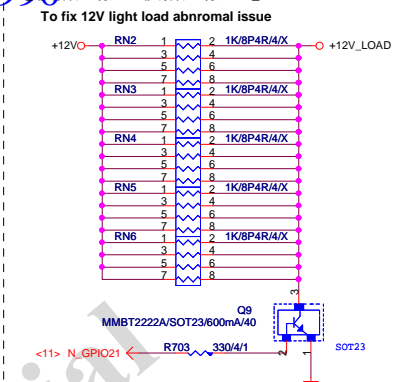 To fix 12V light load abnromal issue
+12V RN2 1 2 1K/8P4R/4/X +12V_LOAD
3 4
5 6
7 8
RN3 1 2 1K/8P4R/4/X
3 4
5 6
7 8
RN4 1 2 1K/8P4R/4/X
3 4
5 6
7 8
RN5 1 2 1K/8P4R/4/X
3 4
5 6
7 8
RN6 1 2 1K/8P4R/4/X
3 4
5 6
7 8
3
Q9
MMBT2222A/SOT23/600mA/40
SOT23
<11> N_GPIO21 R703 330/4/1 2 1